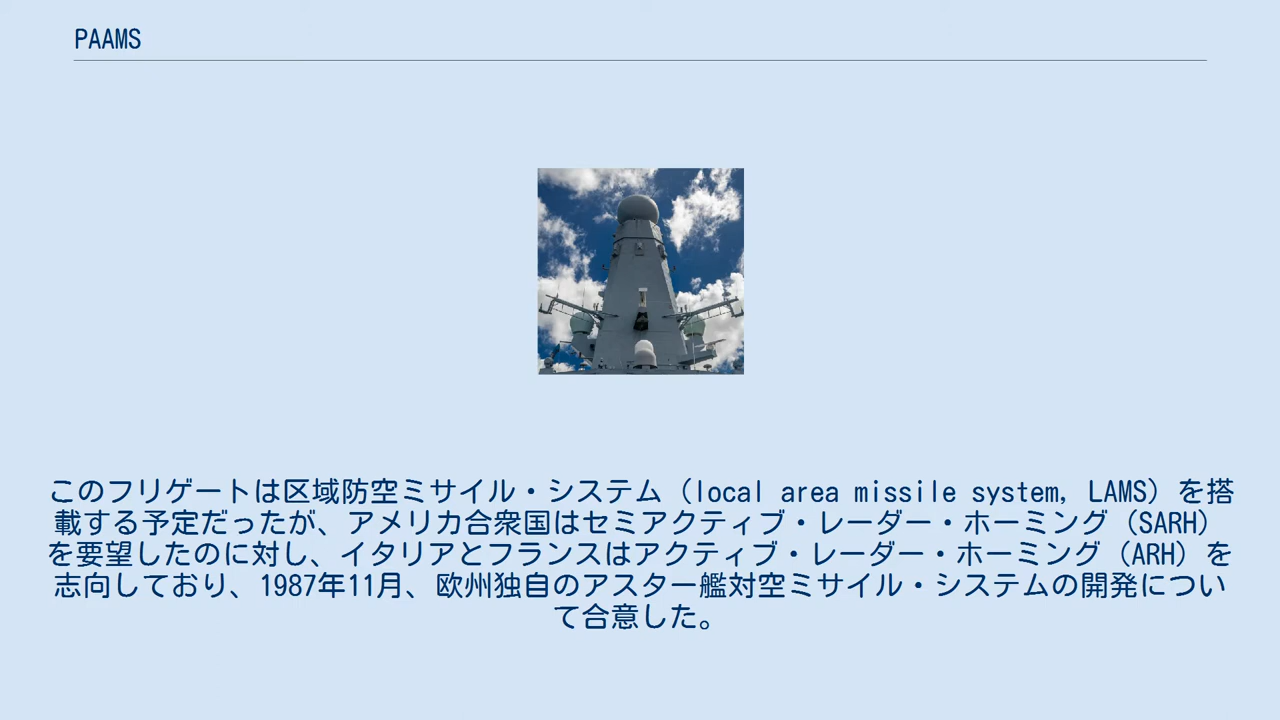 PAAMS
このフリゲートは区域防空ミサイル・システム（local area missile system, LAMS）を搭
載する予定だったが、アメリカ合衆国はセミアクティブ・レーダー・ホーミング（SARH）
を要望したのに対し、イタリアとフランスはアクティブ・レーダー・ホーミング（ARH）を
志向しており、1987年11月、欧州独自のアスター艦対空ミサイル・システムの開発につい
て合意した。